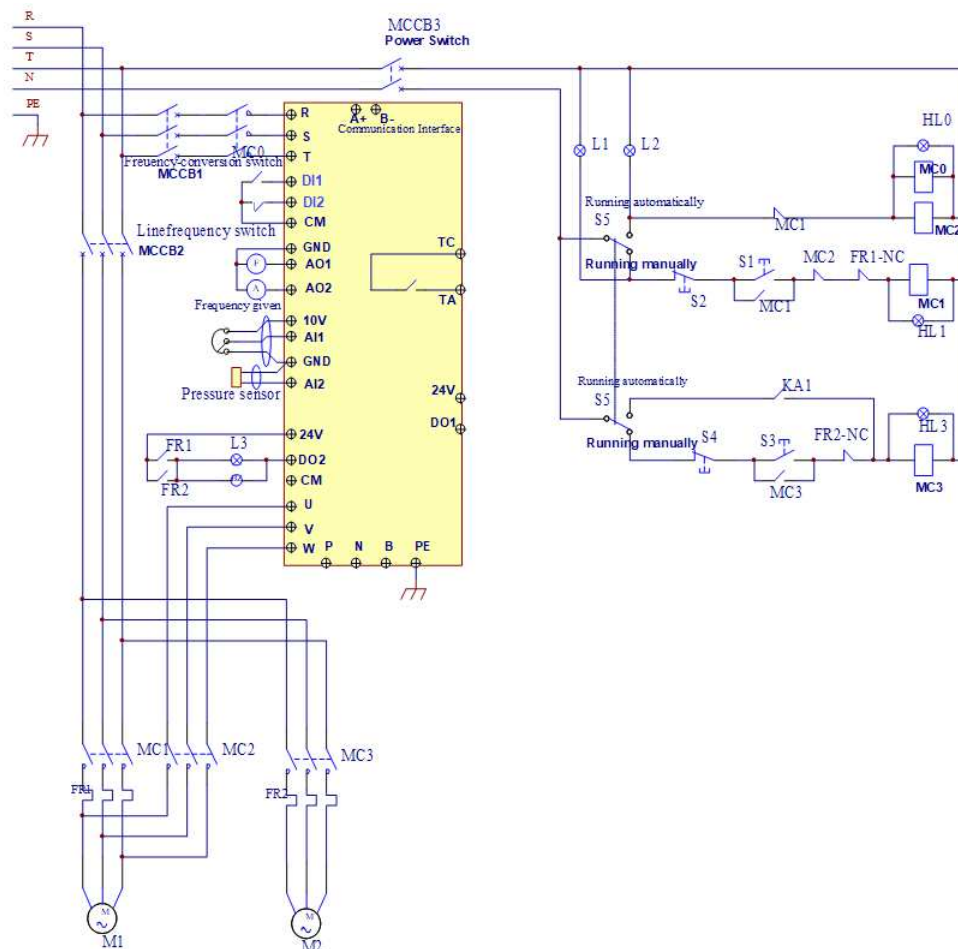 R
S
T
N
PE
MCCB3
Power Switch
A+ B-
Communication Interface
R
S
T
MC0
Freuency-conversion switch
MCCB1
DI1
DI2
CM
Linefrequency switch
MCCB2
GND
AO1
AO2
F
A
Frequency given
10V
AI1
GND
AI2
Pressure sensor
TC
TA
24V
DO1
24V
DO2
CM
FR1
L3
FR2
U
V
W
P N B PE
L1
L2
HL0
MC0
MC2
MC1
Running automatically
S5
Running manually
S2
S1
MC1
MC2
FR1-NC
MC1
HL1
Running automatically
S5
Running manually
KA1
S4
S3
MC3
FR2-NC
HL3
MC3
MC1
MC2
MC3
FR1
FR2
M
M1
M
M2